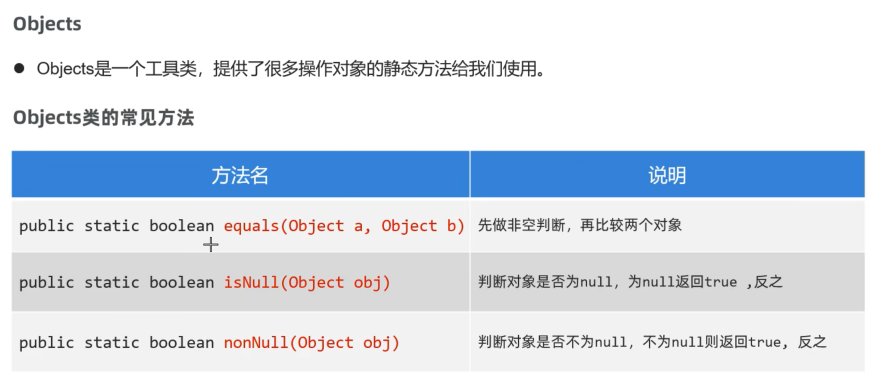 Objects
● Objects是一个工具类，提供了很多操作对象的静态方法给我们使用。
Objects类的常见方法
方法名 说明
public static boolean equals(Object a, Object b) 先做非空判断，再比较两个对象
public static boolean isNull(Object obj) 判断对象是否为null，为null返回true ,反之
public static boolean nonNull(Object obj) 判断对象是否不为null，不为null则返回true, 反之